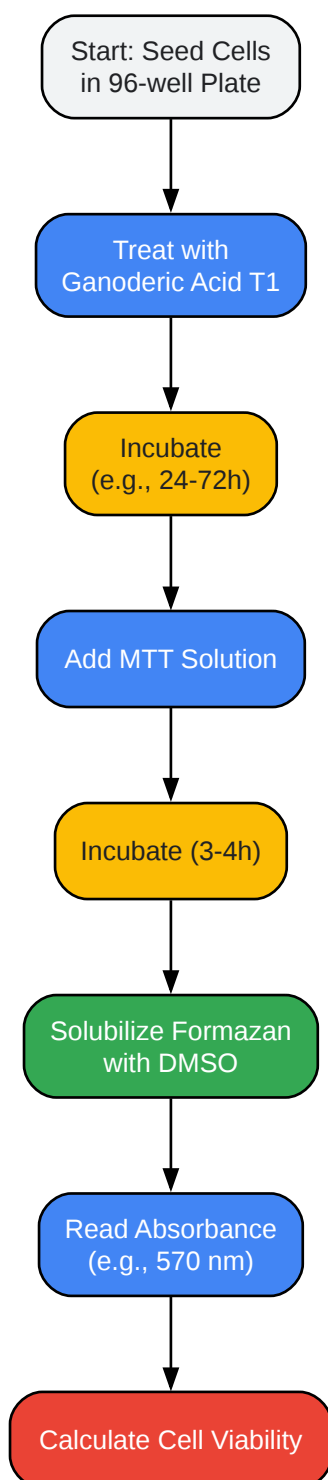 Start: Seed Cells
in 96-well Plate
Treat with
Ganoderic Acid T1
Incubate
(e.g., 24-72h)
Add MTT Solution
Incubate (3-4h)
Solubilize Formazan
with DMSO
Read Absorbance
(e.g., 570 nm)
Calculate Cell Viability